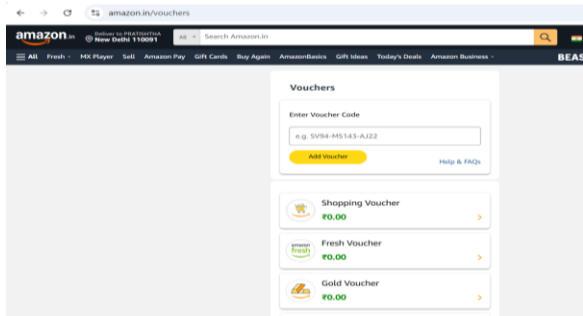 amazon.in/vouchers
amazon.in
Deliver to PRATISHTHA
New Delhi 110091
All
Search Amazon.in
All Fresh MX Player Sell Amazon Pay Gift Cards Buy Again AmazonBasics Gift Ideas Today's Deals Amazon Business BEAS
Vouchers
Enter Voucher Code
e.g. SV94-MS143-AJ22
Add Voucher
Help & FAQs
Shopping Voucher
₹0.00
amazon fresh
Fresh Voucher
₹0.00
Gold Voucher
₹0.00